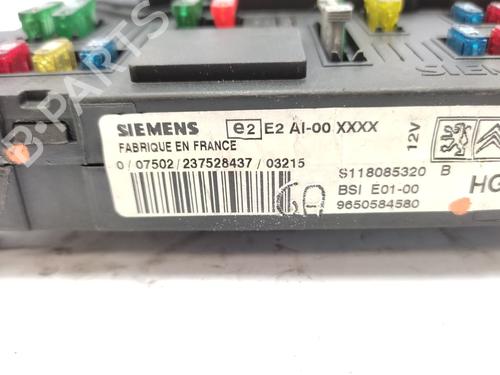 SIEMENS
SIEMENS e2 E2 AI-00 XXXX
FABRIQUE EN FRANCE
0/07502/237528437/03215
12V
S118085320 B
BSI E01-00
9650584580
HG